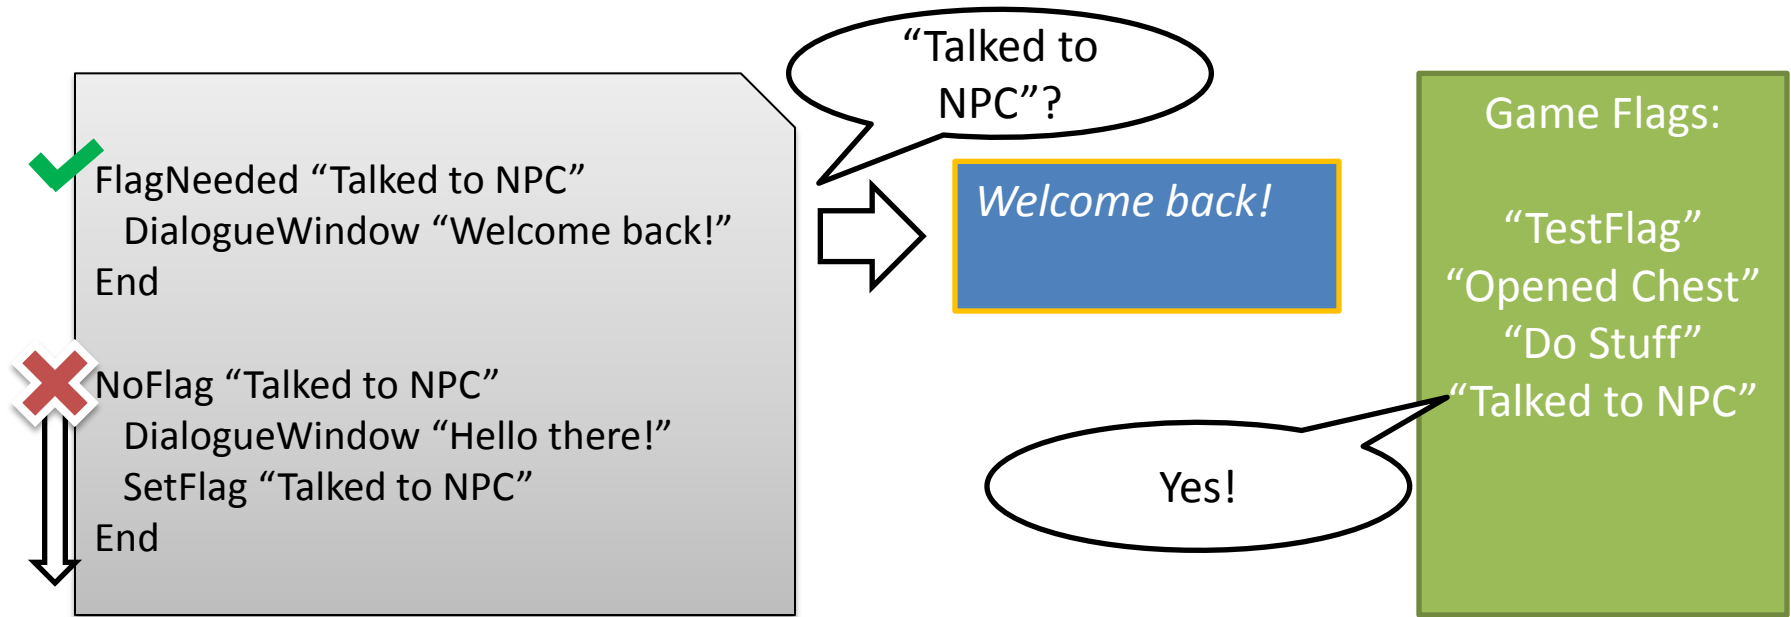 FlagNeeded “Talked to NPC”
DialogueWindow “Welcome back!”
End
NoFlag “Talked to NPC”
DialogueWindow “Hello there!”
SetFlag “Talked to NPC”
End
“Talked to
NPC”?
Welcome back!
Yes!
Game Flags:
“TestFlag”
“Opened Chest”
“Do Stuff”
“Talked to NPC”